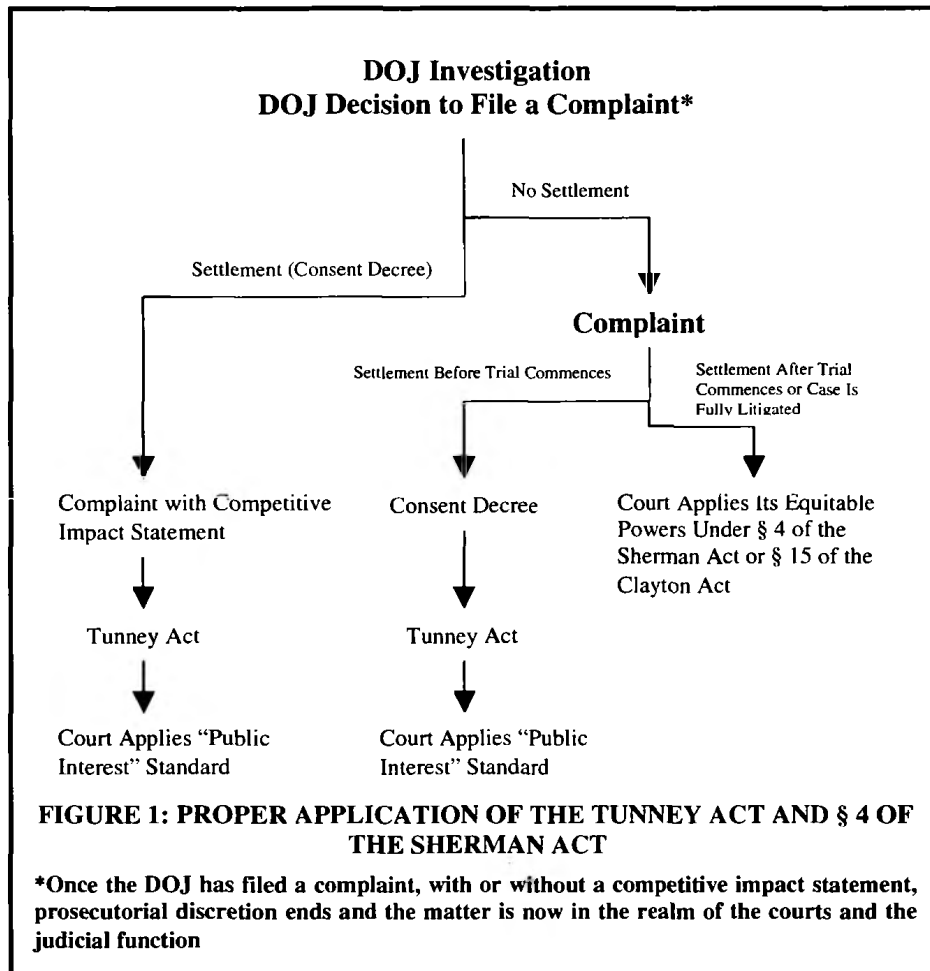 DOJ Investigation
DOJ Decision to File a Complaint*
No Settlement
Settlement (Consent Decree)
Complaint
Settlement Before Trial Commences
Settlement After Trial
Commences or Case Is
Fully Litigated
Complaint with Competitive
Impact Statement
Consent Decree
Court Applies Its Equitable
Powers Under § 4 of the
Sherman Act or § 15 of the
Clayton Act
Tunney Act
Tunney Act
Court Applies “Public
Interest” Standard
Court Applies “Public
Interest” Standard
FIGURE 1: PROPER APPLICATION OF THE TUNNEY ACT AND § 4 OF
THE SHERMAN ACT
*Once the DOJ has filed a complaint, with or without a competitive impact statement,
prosecutorial discretion ends and the matter is now in the realm of the courts and the
judicial function